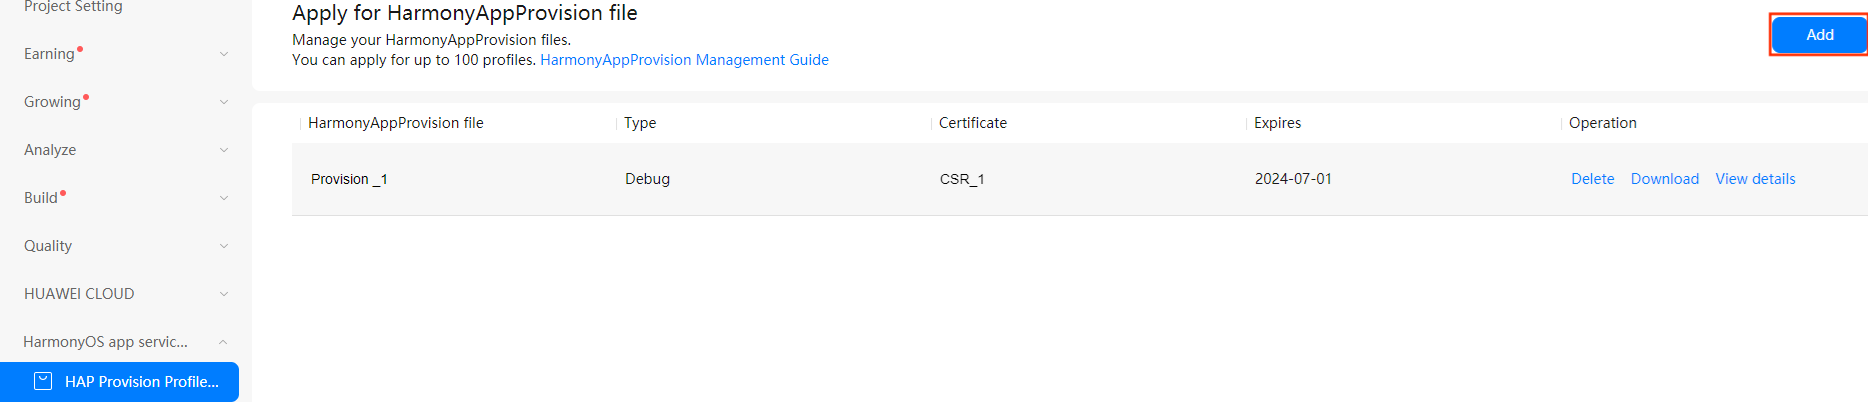 Project Setting
Earning
Growing
Analyze
Build
Quality
HUAWEI CLOUD
HarmonyOS app servic...
HAP Provision Profile...
Apply for HarmonyAppProvision file
Manage your HarmonyAppProvision files.
You can apply for up to 100 profiles. HarmonyAppProvision Management Guide
Add
HarmonyAppProvision file Type Certificate Expires Operation
Provision _1 Debug CSR_1 2024-07-01 Delete Download View details